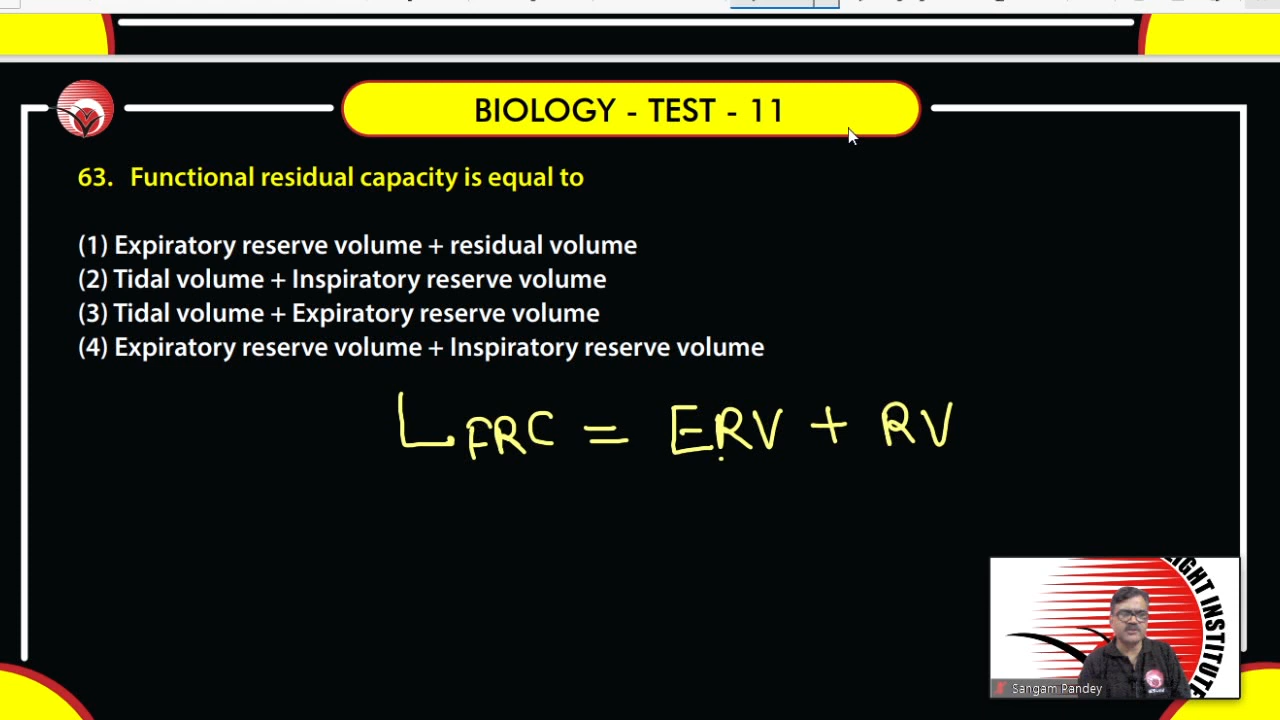 BIOLOGY - TEST - 11
63. Functional residual capacity is equal to
(1) Expiratory reserve volume + residual volume
(2) Tidal volume + Inspiratory reserve volume
(3) Tidal volume + Expiratory reserve volume
(4) Expiratory reserve volume + Inspiratory reserve volume
FRC = ERV + RV
INSTITUTE
Sangam Pandey